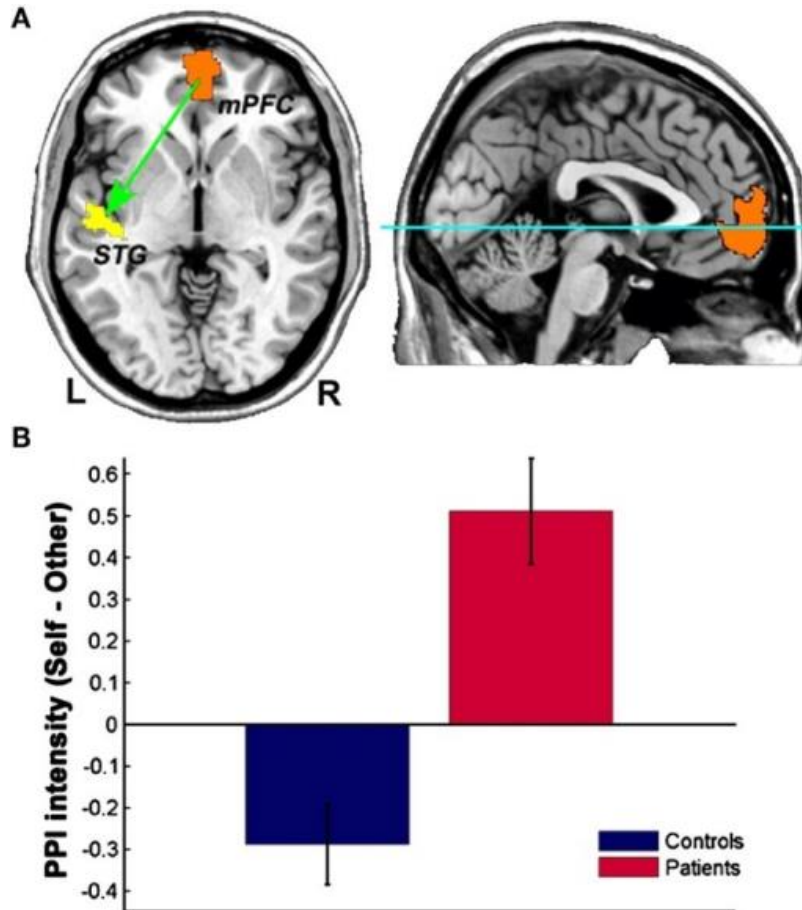 A
mPFC
STG
L
R
B
PPI intensity (Self - Other)
0.6
0.5
0.4
0.3
0.2
0.1
0
-0.1
-0.2
-0.3
-0.4
Controls
Patients